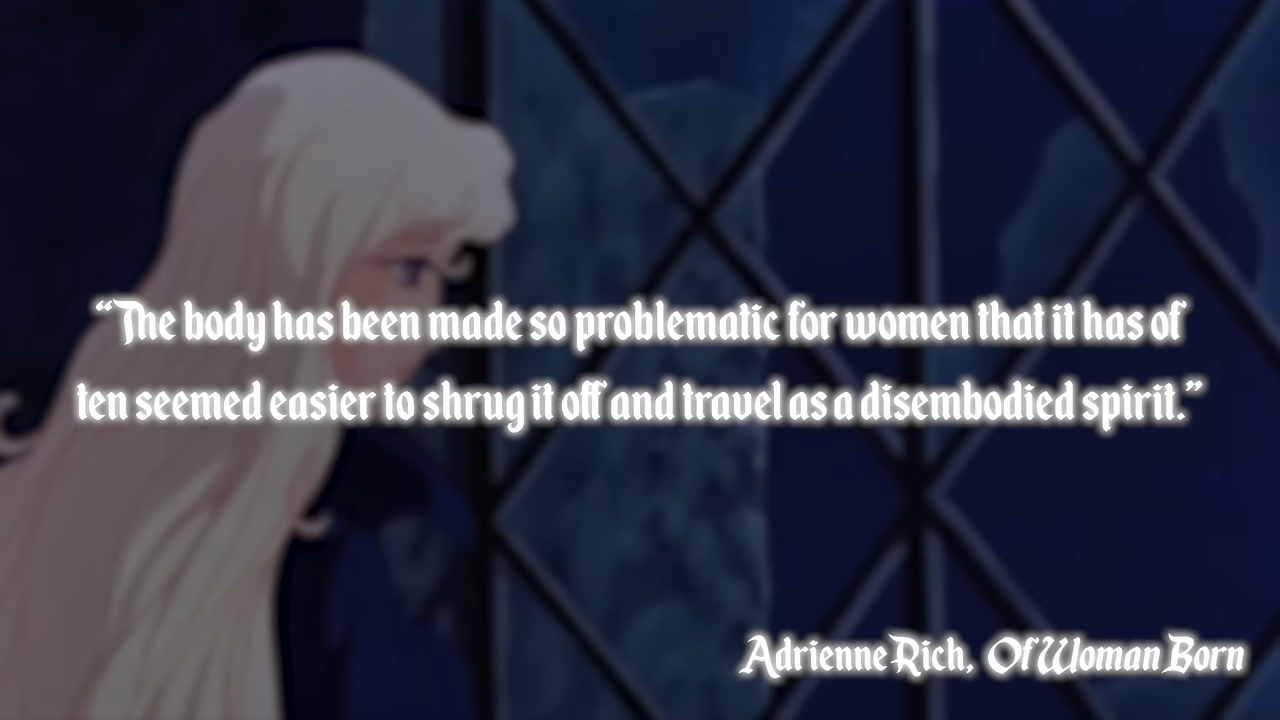 “The body has been made so problematic for women that it has of
ten seemed easier to shrug it off and travel as a disembodied spirit.”
Adrienne Rich, Of Woman Born